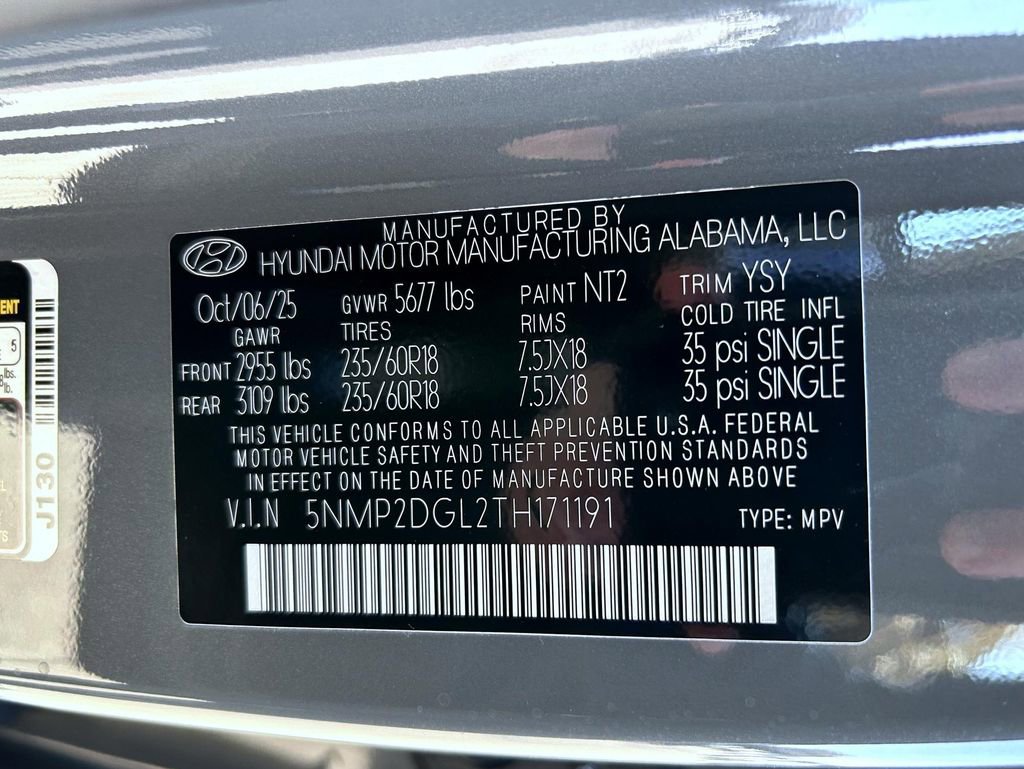 MANUFACTURED BY
HYUNDAI MOTOR MANUFACTURING ALABAMA, LLC
Oct/06/25 GVWR 5677 lbs PAINT NT2 TRIM YSY
GAWR TIRES RIMS COLD TIRE INFL
FRONT 2955 lbs 235/60R18 7.5JX18 35 psi SINGLE
REAR 3109 lbs 235/60R18 7.5JX18 35 psi SINGLE
THIS VEHICLE CONFORMS TO ALL APPLICABLE U.S.A. FEDERAL
MOTOR VEHICLE SAFETY AND THEFT PREVENTION STANDARDS
IN EFFECT ON THE DATE OF MANUFACTURE SHOWN ABOVE
V.I.N 5NMP2DGL2TH171191 TYPE: MPV
5
lbs.
lb.
J130